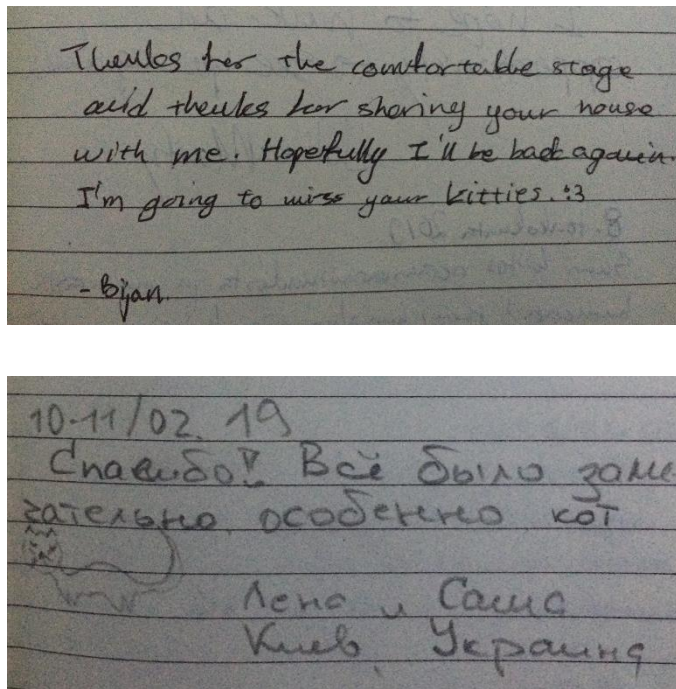 Thanks for the comfortable stage
and thanks for sharing your house
with me. Hopefully I'll be back again.
I'm going to miss your kitties. :3
- Bijan.
10-11/02. 19
Спасибо! Всё было заме
чательно, особенно кот
Лена и Саша
Киев, Украина